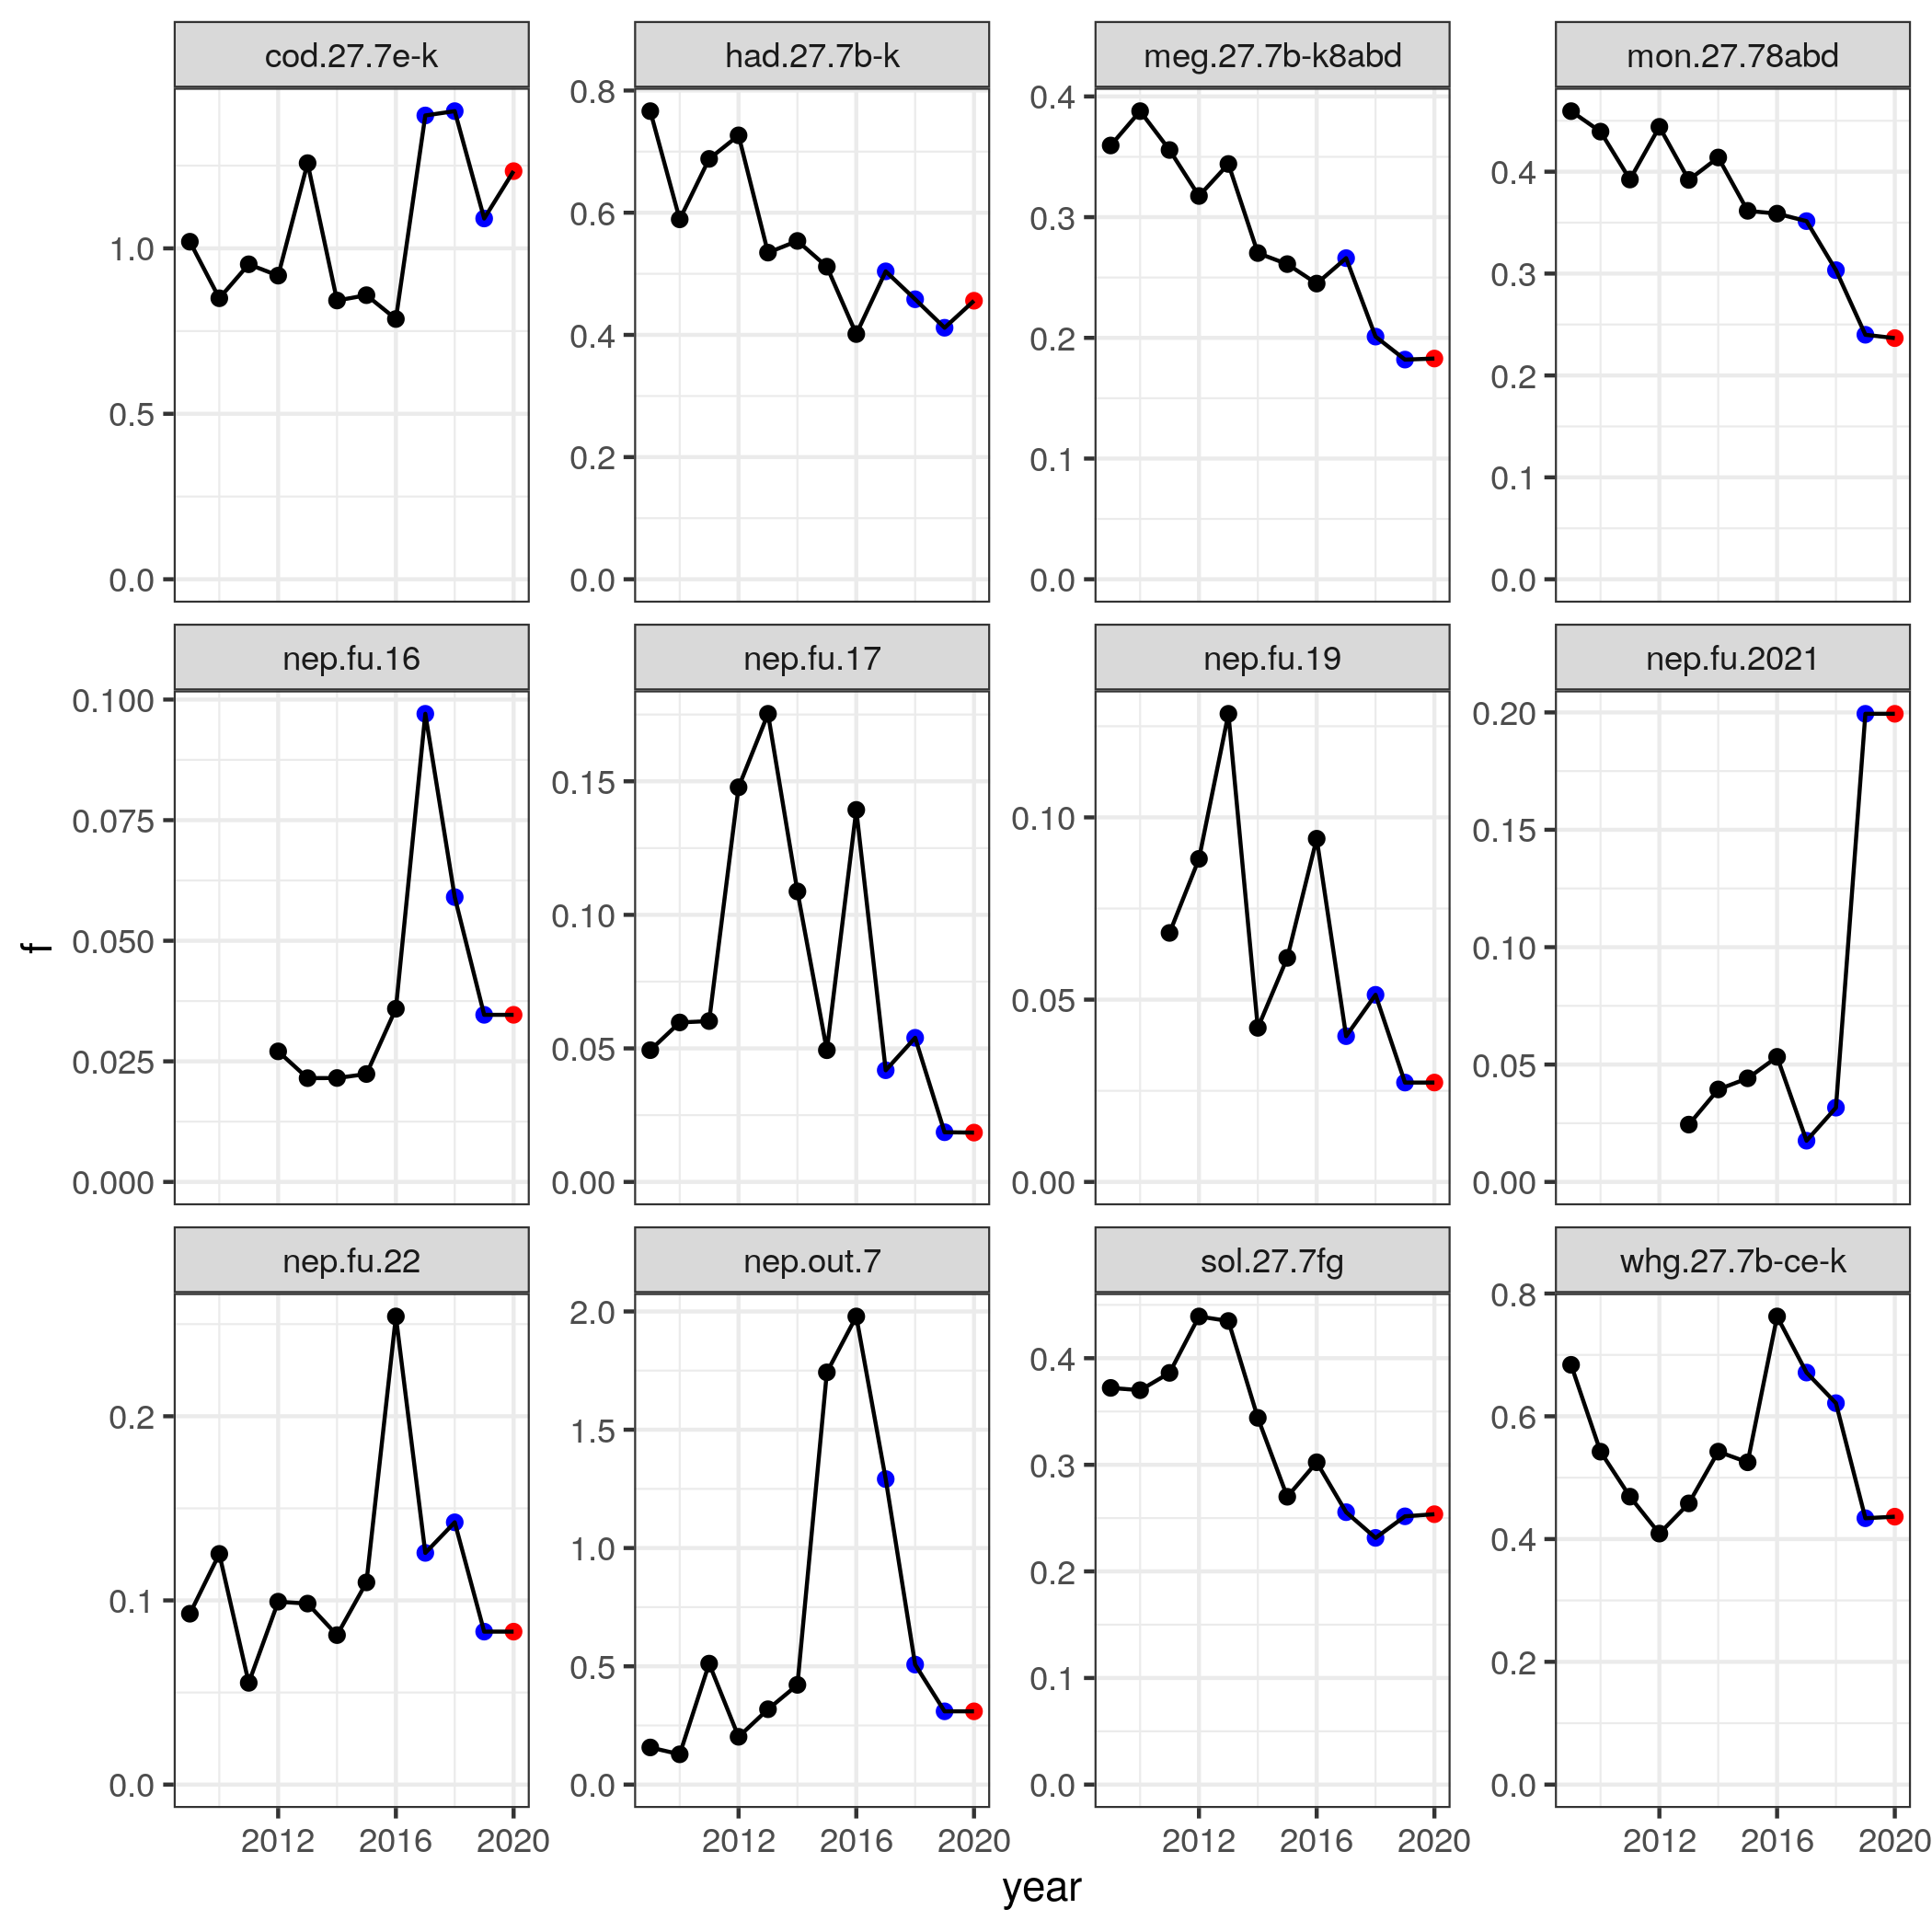 cod.27.7e-k had.27.7b-k meg.27.7b-k8abd mon.27.78abd
0.8 0.4
0.4
1.0 0.6 0.3 0.3
0.5 0.4 0.2 0.2
0.2 0.1 0.1
0.0 0.0 0.0 0.0
nep.fu.16 nep.fu.17 nep.fu.19 nep.fu.2021
0.100 0.20
0.075 0.15 0.10 0.15
0.050 0.10 0.05 0.10
0.025 0.05 0.05
0.000 0.00 0.00 0.00
f
nep.fu.22 nep.out.7 sol.27.7fg whg.27.7b-ce-k
2.0 0.8
0.2 1.5 0.4 0.6
1.0 0.3 0.4
0.1 0.5 0.2 0.2
0.1
0.0 0.0 0.0 0.0
2012 2016 2020 2012 2016 2020 2012 2016 2020 2012 2016 2020
year